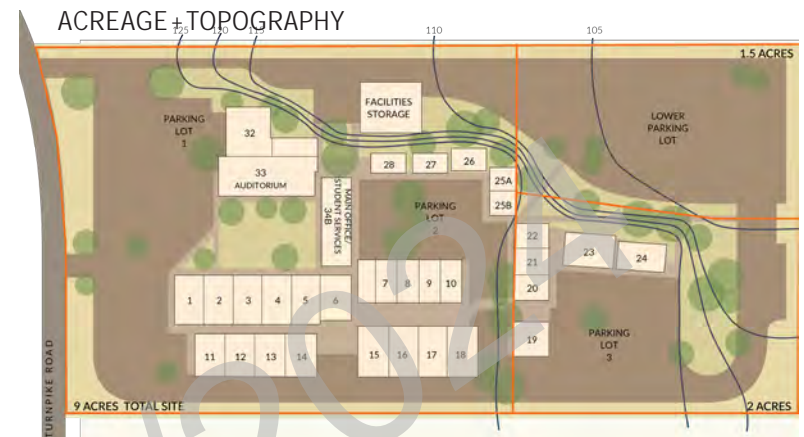 ACREAGE+TOPOGRAPHY
125
120
115
110
105
1.5 ACRES
FACILITIES
STORAGE
PARKING
LOT
1
LOWER
PARKING
LOT
32
33
AUDITORIUM
28
27
26
25A
25B
MAIN OFFICE/
STUDENT SERVICES
34B
PARKING
LOT
2
22
21
20
23
24
7
8
9
10
1
2
3
4
5
6
19
PARKING
LOT
3
11
12
13
14
15
16
17
18
TURNPIKE ROAD
9 ACRES TOTAL SITE
2 ACRES
2024